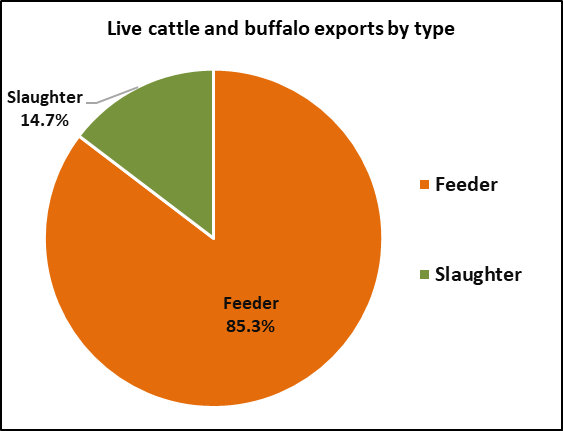 Live cattle and buffalo exports by type
Slaughter
14.7%
Feeder
85.3%
Feeder
Slaughter